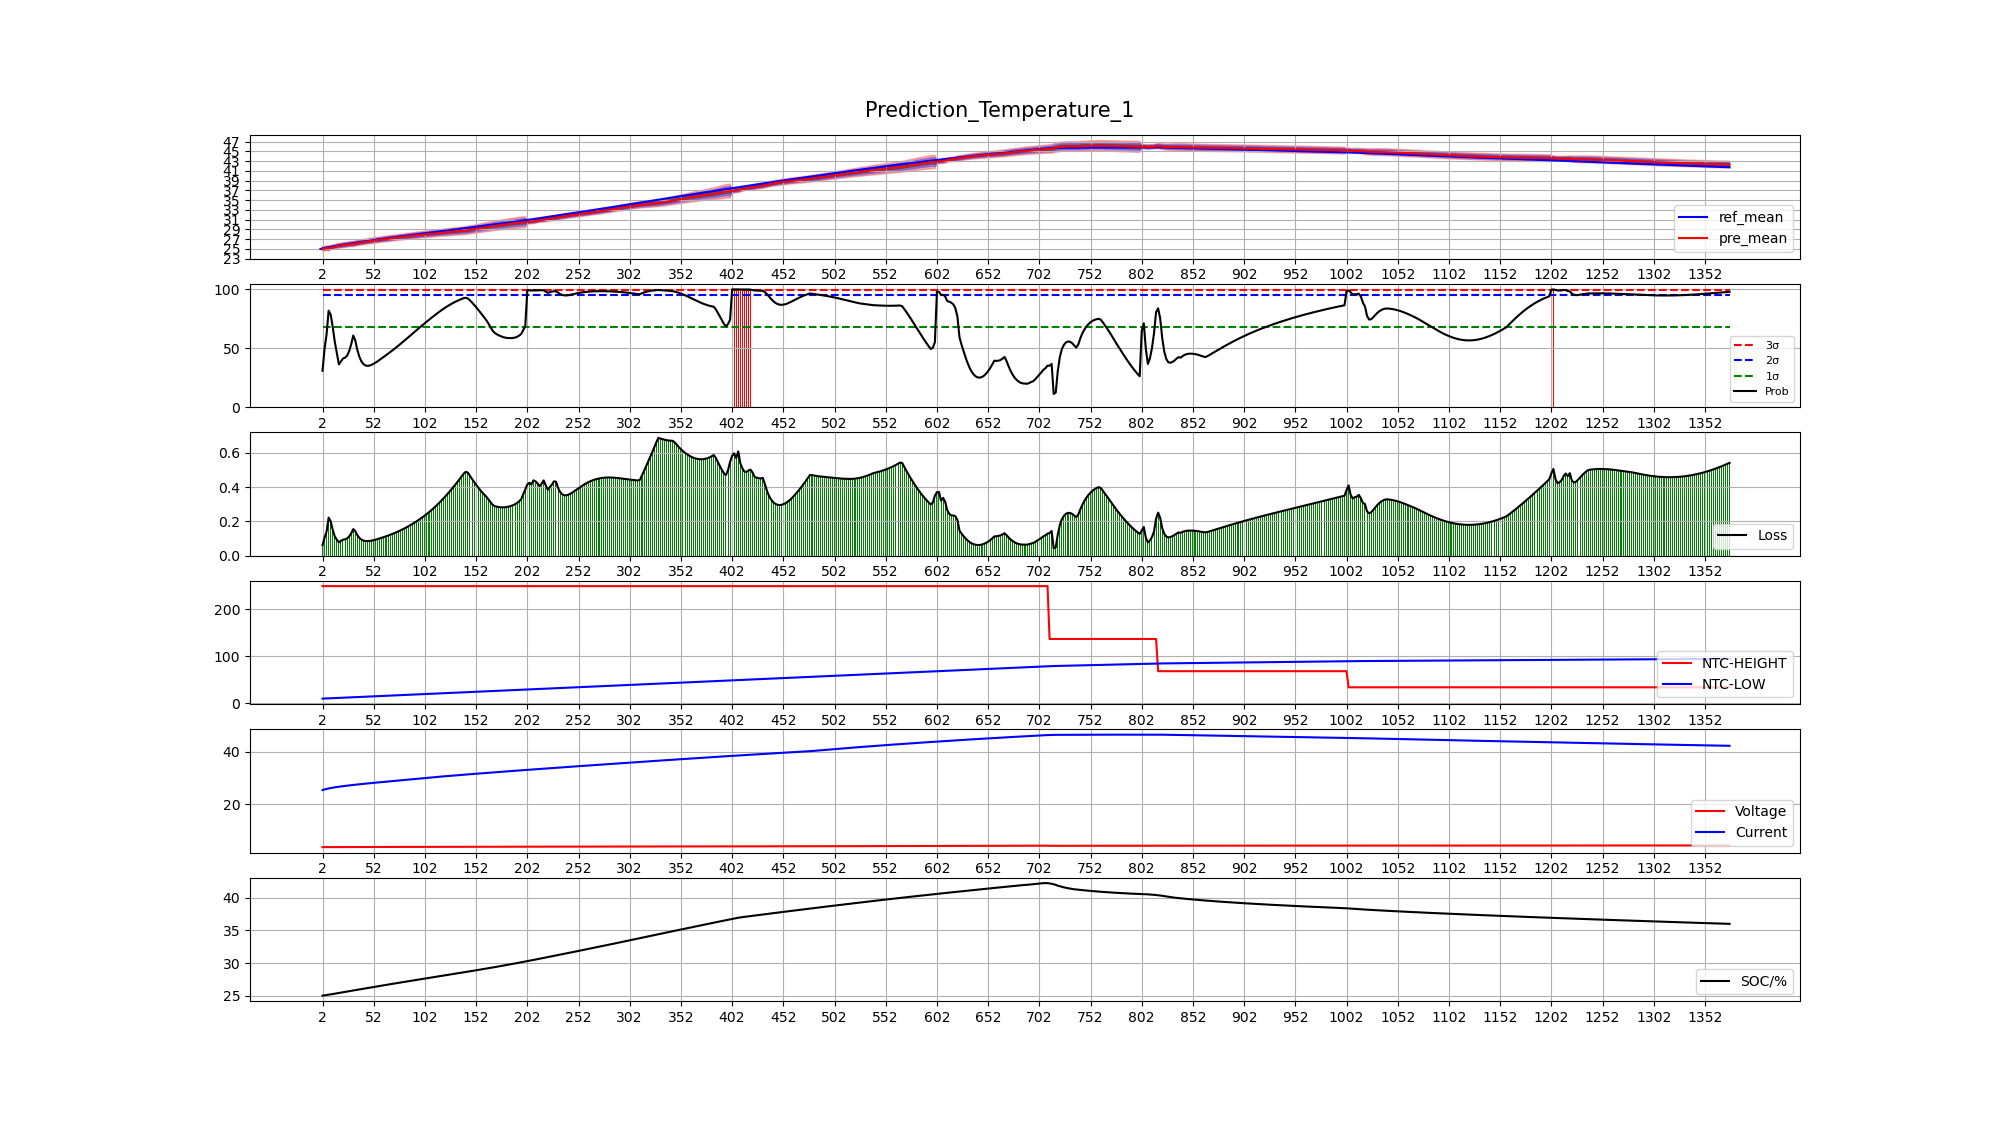 Prediction_Temperature_1
47
45
43
41
39
37
35
33
31
29
27
25
23
ref_mean
pre_mean
2 52 102 152 202 252 302 352 402 452 502 552 602 652 702 752 802 852 902 952 1002 1052 1102 1152 1202 1252 1302 1352
100
50
0
3σ
2σ
1σ
Prob
2 52 102 152 202 252 302 352 402 452 502 552 602 652 702 752 802 852 902 952 1002 1052 1102 1152 1202 1252 1302 1352
0.6
0.4
0.2
0.0
Loss
2 52 102 152 202 252 302 352 402 452 502 552 602 652 702 752 802 852 902 952 1002 1052 1102 1152 1202 1252 1302 1352
200
100
0
NTC-HEIGHT
NTC-LOW
2 52 102 152 202 252 302 352 402 452 502 552 602 652 702 752 802 852 902 952 1002 1052 1102 1152 1202 1252 1302 1352
40
20
Voltage
Current
2 52 102 152 202 252 302 352 402 452 502 552 602 652 702 752 802 852 902 952 1002 1052 1102 1152 1202 1252 1302 1352
40
35
30
25
SOC/%
2 52 102 152 202 252 302 352 402 452 502 552 602 652 702 752 802 852 902 952 1002 1052 1102 1152 1202 1252 1302 1352